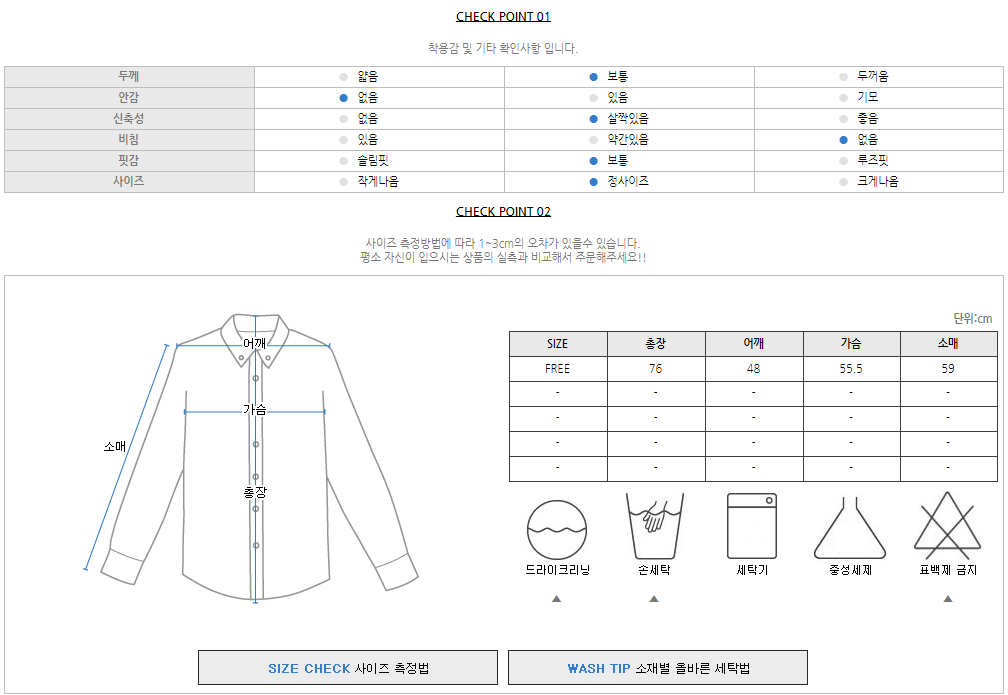 CHECK POINT 01
착용감 및 기타 확인사항 입니다.
두께 얇음 보통 두꺼움
안감 없음 있음 기모
신축성 없음 살짝있음 좋음
비침 있음 약간있음 없음
핏감 슬림핏 보통 루즈핏
사이즈 작게나옴 정사이즈 크게나옴
CHECK POINT 02
사이즈 측정방법에 따라 1~3cm의 오차가 있을수 있습니다.
평소 자신이 입으시는 상품의 실측과 비교해서 주문해주세요!!
어깨
가슴
소매
총장
단위:cm
SIZE 총장 어깨 가슴 소매
FREE 76 48 55.5 59
- - - - -
- - - - -
- - - - -
- - - - -
드라이크리닝 손세탁 세탁기 중성세제 표백제 금지
SIZE CHECK 사이즈 측정법
WASH TIP 소재별 올바른 세탁법